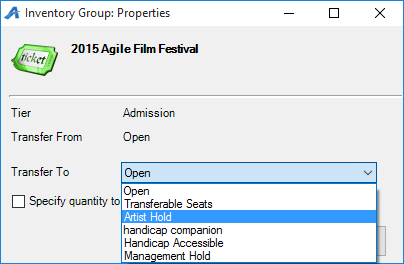 Inventory Group: Properties
ticket
2015 Agile Film Festival
Tier Admission
Transfer From Open
Transfer To Open
Specify quantity to
Open
Transferable Seats
Artist Hold
handicap companion
Handicap Accessible
Management Hold